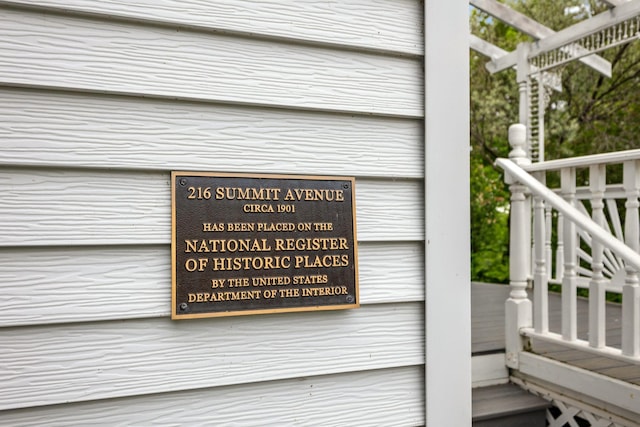 216 SUMMIT AVENUE
CIRCA 1901
HAS BEEN PLACED ON THE
NATIONAL REGISTER
OF HISTORIC PLACES
BY THE UNITED STATES
DEPARTMENT OF THE INTERIOR